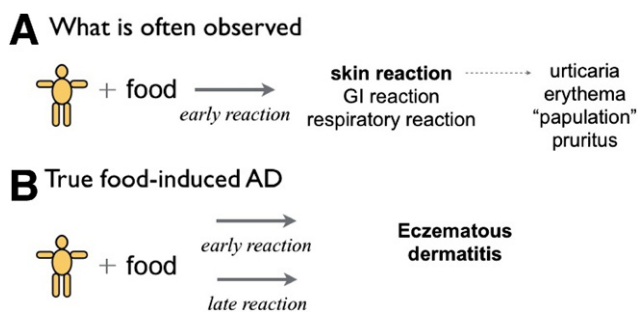 A What is often observed
+ food
early reaction
skin reaction
GI reaction
respiratory reaction
urticaria
erythema
“papulation”
pruritus
B True food-induced AD
+ food
early reaction
late reaction
Eczematous
dermatitis